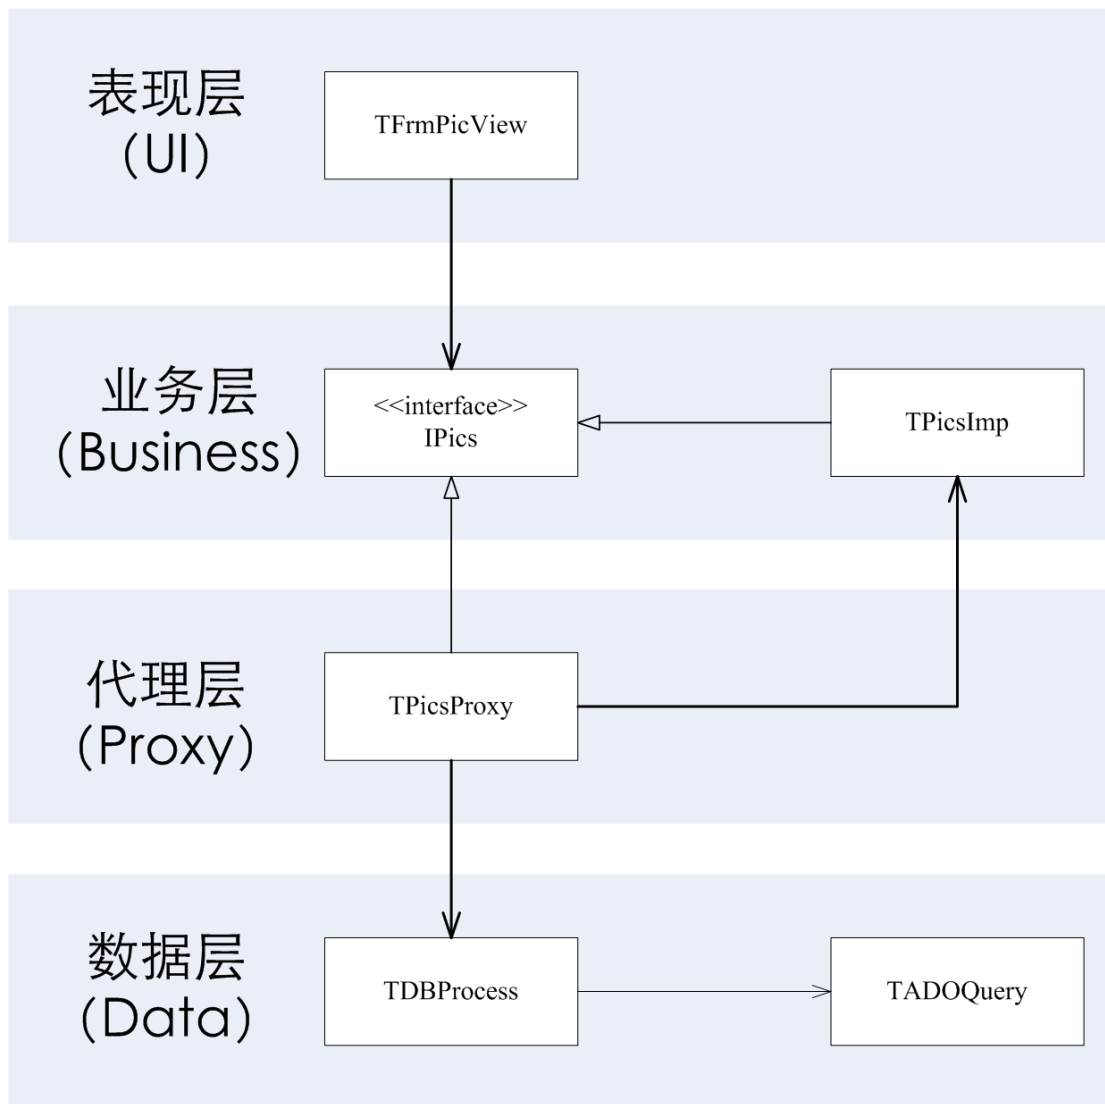 表现层
(UI)
TFrmPicView
业务层
(Business)
<<interface>>
IPics
TPicsImp
代理层
(Proxy)
TPicsProxy
数据层
(Data)
TDBProcess
TADOQuery